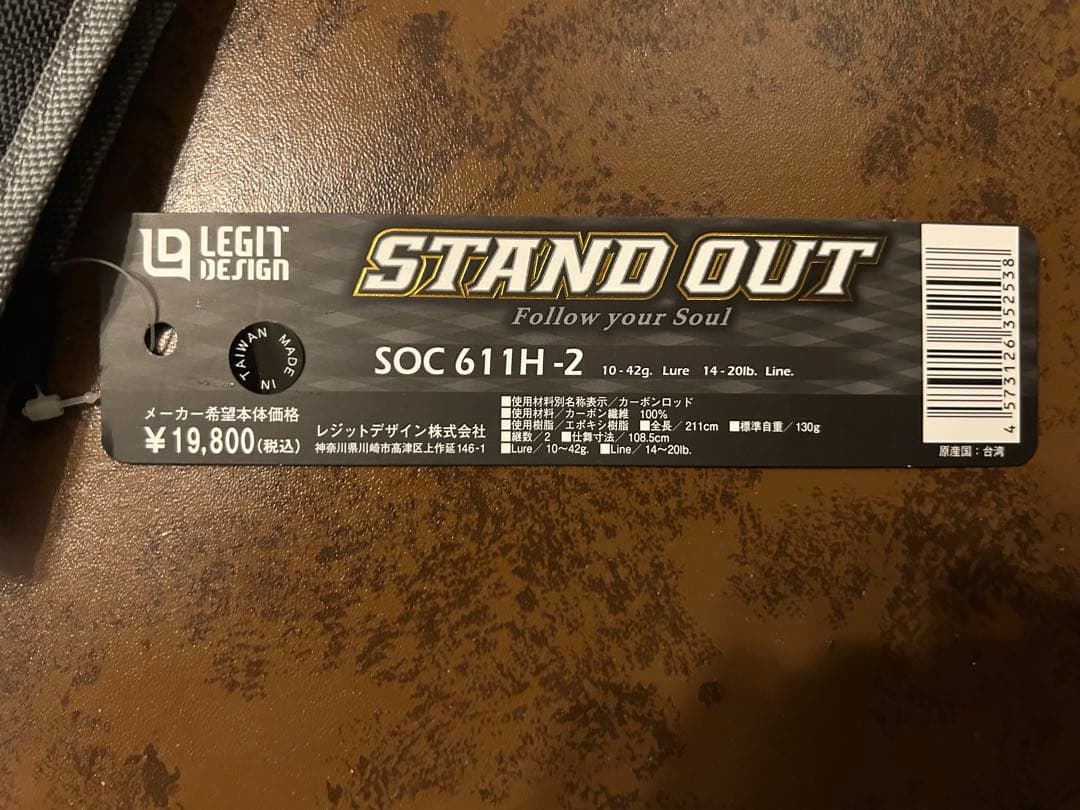 LEGIT
DESIGN
STAND OUT
Follow your Soul
MADE IN TAIWAN
SOC 611H -2 10 - 42g. Lure 14 - 20lb. Line.
メーカー希望本体価格
¥19,800(税込)
レジットデザイン株式会社
神奈川県川崎市高津区上作延146-1
■使用材料別名称表示／カーボンロッド
■使用材料／カーボン繊維 100%
■使用樹脂／エポキシ樹脂 ■全長／211cm ■標準自重／130g
■継数／2 ■仕舞寸法／108.5cm
■Lure／10〜42g. ■Line／14〜20lb.
4 573126 352538
原産国：台湾